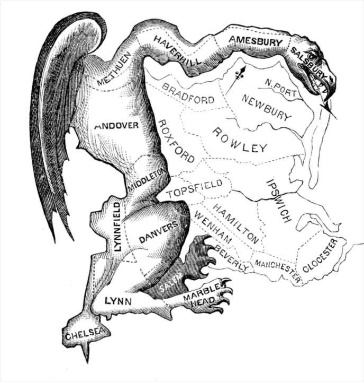 AMESBURY
SALSBURY
HAVERHILL
METHUEN
N.PORT
BRADFORD
NEWBURY
ANDOVER
ROXFORD
ROWLEY
MIDDLETON
TOPSFIELD
IPSWICH
LYNNFIELD
DANVERS
HAMILTON
WENHAM
BEVERLY
MANCHESTER
GLOCESTER
SALEM
LYNN
MARBLE
HEAD
CHELSEA